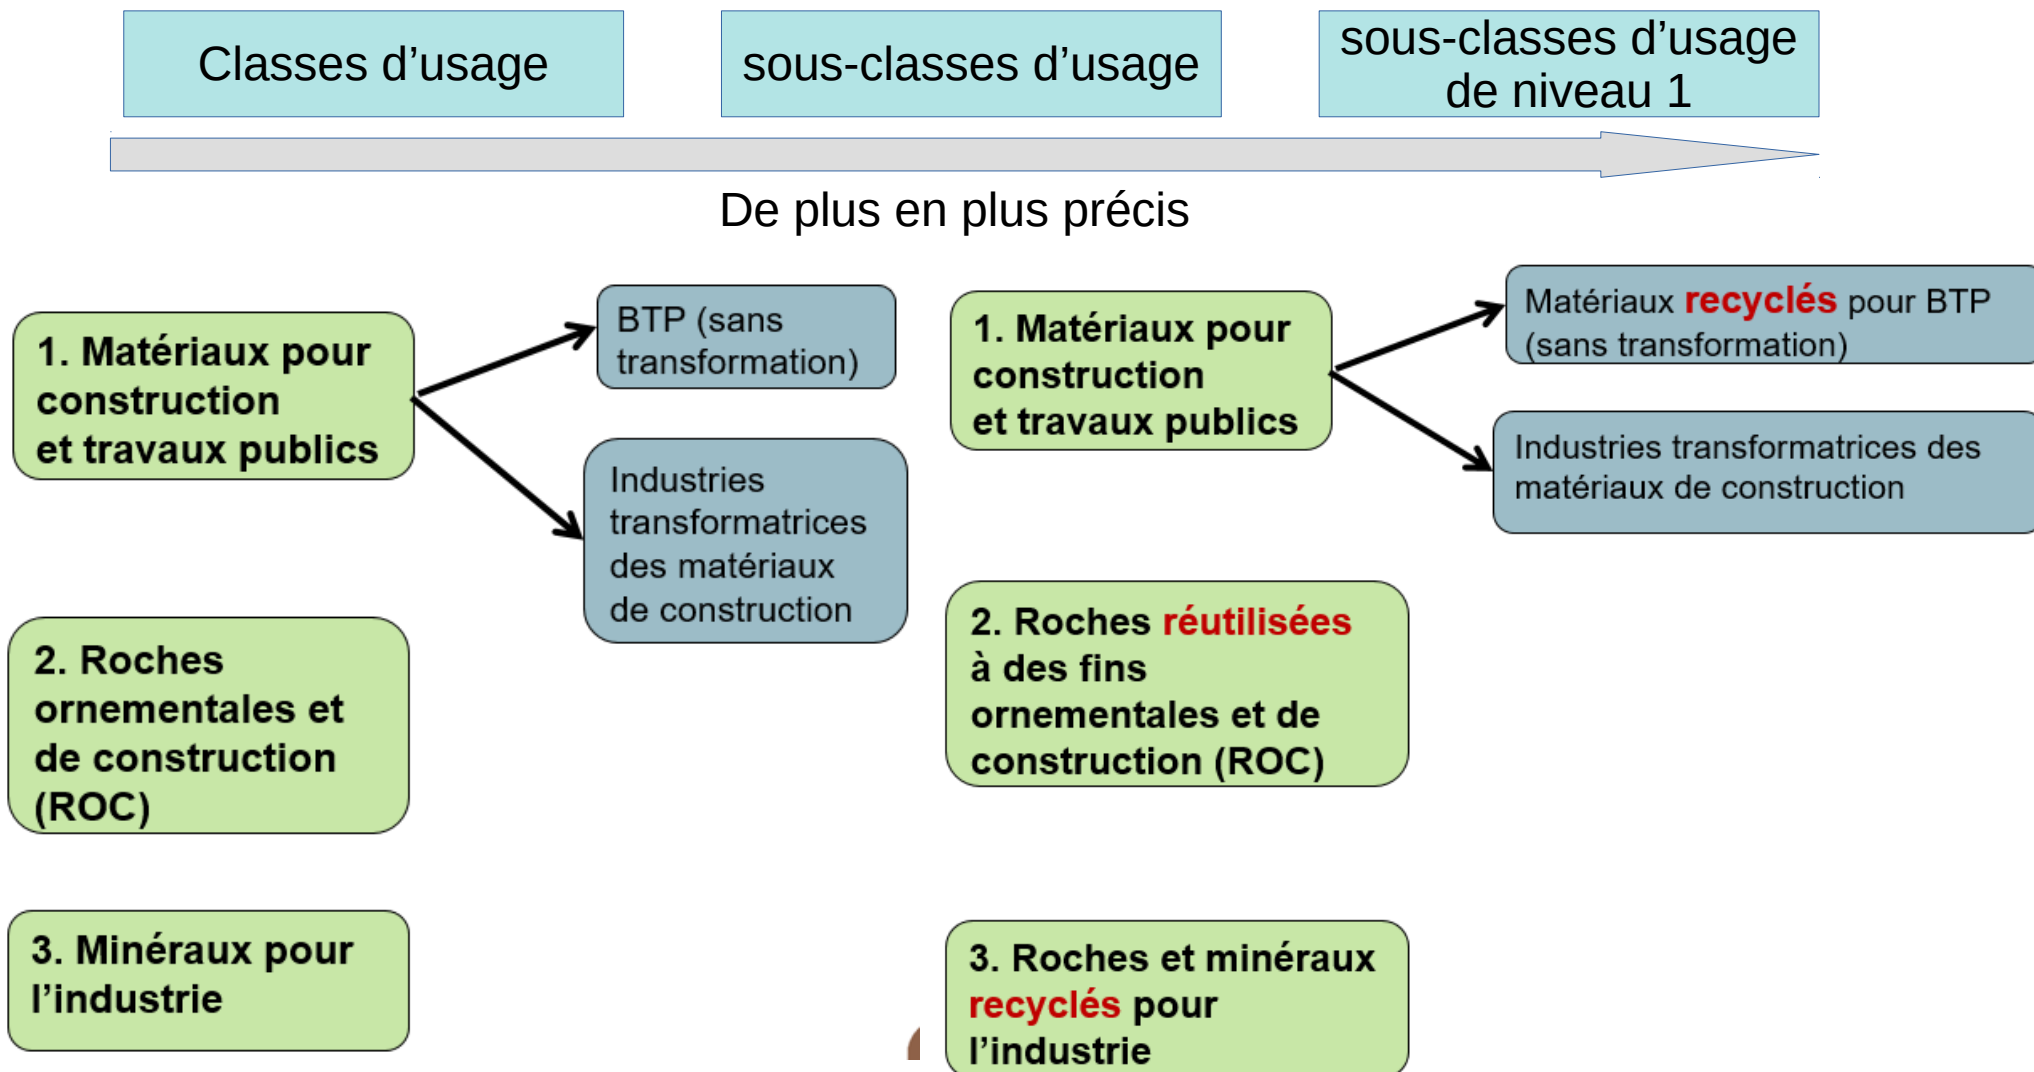 Classes d’usage
sous-classes d’usage
sous-classes d’usage
de niveau 1
De plus en plus précis
1. Matériaux pour
construction
et travaux publics
BTP (sans
transformation)
Industries
transformatrices
des matériaux
de construction
2. Roches
ornementales et
de construction
(ROC)
3. Minéraux pour
l’industrie
1. Matériaux pour
construction
et travaux publics
Matériaux recyclés pour BTP
(sans transformation)
Industries transformatrices des
matériaux de construction
2. Roches réutilisées
à des fins
ornementales et de
construction (ROC)
3. Roches et minéraux
recyclés pour
l’industrie